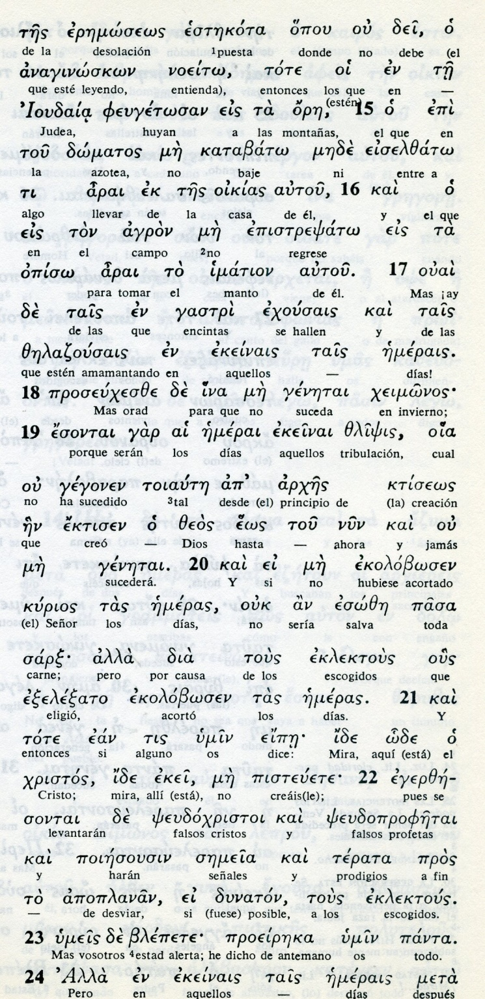 τῆς ἐρημώσεως ἑστηκότα ὅπου οὐ δεῖ, ὁ
de la desolación 1puesta donde no debe (el
ἀναγινώσκων νοείτω, τότε οἱ ἐν τῇ
que esté leyendo, entienda), entonces los que en —
(estén)
Ἰουδαίᾳ φευγέτωσαν εἰς τὰ ὄρη, 15 ὁ ἐπὶ
Judea, huyan a las montañas, el que en
τοῦ δώματος μὴ καταβάτω μηδὲ εἰσελθάτω
la azotea, no baje ni entre a
τι ἆραι ἐκ τῆς οἰκίας αὐτοῦ, 16 καὶ ὁ
algo llevar de la casa de él, y el que
εἰς τὸν ἀγρὸν μὴ ἐπιστρεψάτω εἰς τὰ
en el campo 2no regrese
ὀπίσω ἆραι τὸ ἱμάτιον αὐτοῦ. 17 οὐαὶ
para tomar el manto de él. Mas ¡ay
δὲ ταῖς ἐν γαστρὶ ἐχούσαις καὶ ταῖς
de las que encintas se hallen y de las
θηλαζούσαις ἐν ἐκείναις ταῖς ἡμέραις.
que estén amamantando en aquellos — días!
18 προσεύχεσθε δὲ ἵνα μὴ γένηται χειμῶνος·
Mas orad para que no suceda en invierno;
19 ἔσονται γὰρ αἱ ἡμέραι ἐκεῖναι θλῖψις, οἵα
porque serán los días aquellos tribulación, cual
οὐ γέγονεν τοιαύτη ἀπ' ἀρχῆς κτίσεως
no ha sucedido 3tal desde (el) principio de (la) creación
ἣν ἔκτισεν ὁ θεὸς ἕως τοῦ νῦν καὶ οὐ
que creó — Dios hasta — ahora y jamás
μὴ γένηται. 20 καὶ εἰ μὴ ἐκολόβωσεν
sucederá. Y si no hubiese acortado
κύριος τὰς ἡμέρας, οὐκ ἂν ἐσώθη πᾶσα
(el) Señor los días, no sería salva toda
σάρξ· ἀλλὰ διὰ τοὺς ἐκλεκτοὺς οὓς
carne; pero por causa de los escogidos que
ἐξελέξατο ἐκολόβωσεν τὰς ἡμέρας. 21 καὶ
eligió, acortó los días. Y
τότε ἐάν τις ὑμῖν εἴπῃ· ἴδε ὧδε ὁ
entonces si alguno os dice: Mira, aquí (está) el
χριστός, ἴδε ἐκεῖ, μὴ πιστεύετε· 22 ἐγερθή-
Cristo; mira, allí (está), no creáis(le); pues se
σονται δὲ ψευδόχριστοι καὶ ψευδοπροφῆται
levantarán falsos cristos y falsos profetas
καὶ ποιήσουσιν σημεῖα καὶ τέρατα πρὸς
y harán señales y prodigios a fin
τὸ ἀποπλανᾶν, εἰ δυνατόν, τοὺς ἐκλεκτούς.
— de desviar, si (fuese) posible, a los escogidos.
23 ὑμεῖς δὲ βλέπετε· προείρηκα ὑμῖν πάντα.
Mas vosotros 4estad alerta; he dicho de antemano os todo.
24 Ἀλλὰ ἐν ἐκείναις ταῖς ἡμέραις μετὰ
Pero en aquellos — días después